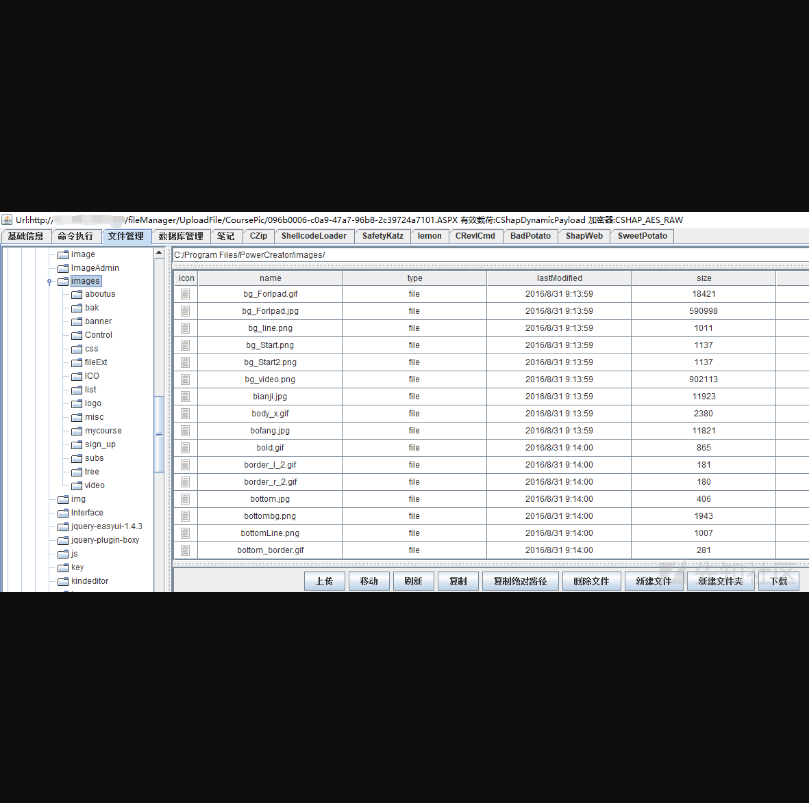 Url:http:// /fileManager/UploadFile/CoursePic/096b0006-c0a9-47a7-96b8-2c39724a7101.ASPX 有效载荷:CShapDynamicPayload 加密器:CSHAP_AES_RAW
基础信息 命令执行 文件管理 数据库管理 笔记 CZip ShellcodeLoader SafetyKatz lemon CRevlCmd BadPotato ShapWeb SweetPotato
image
ImageAdmin
images
aboutus
bak
banner
Control
css
fileExt
ICO
list
logo
misc
mycourse
sign_up
subs
tree
video
img
Interface
jquery-easyui-1.4.3
jquery-plugin-boxy
js
key
kindeditor
C:/Program Files/PowerCreator/images/
icon name type lastModified size
bg_ForIpad.gif file 2016/8/31 9:13:59 18421
bg_ForIpad.jpg file 2016/8/31 9:13:59 590998
bg_line.png file 2016/8/31 9:13:59 1011
bg_Start.png file 2016/8/31 9:13:59 1137
bg_Start2.png file 2016/8/31 9:13:59 1137
bg_video.png file 2016/8/31 9:13:59 902113
bianji.jpg file 2016/8/31 9:13:59 11923
body_x.gif file 2016/8/31 9:13:59 2380
bofang.jpg file 2016/8/31 9:13:59 11821
bold.gif file 2016/8/31 9:14:00 865
border_l_2.gif file 2016/8/31 9:14:00 181
border_r_2.gif file 2016/8/31 9:14:00 180
bottom.jpg file 2016/8/31 9:14:00 406
bottombg.png file 2016/8/31 9:14:00 1943
bottomLine.png file 2016/8/31 9:14:00 1007
bottom_border.gif file 2016/8/31 9:14:00 281
上传 移动 刷新 复制 复制绝对路径 删除文件 新建文件 新建文件夹 下载
先知社区